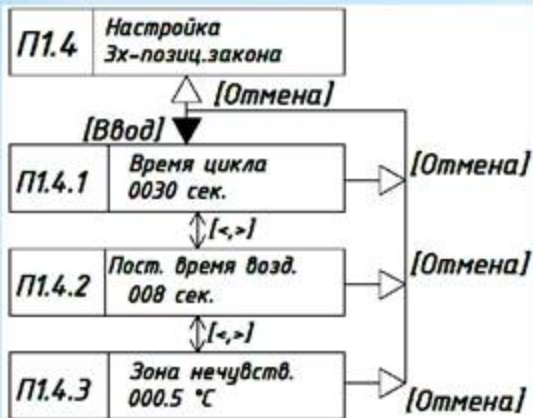 П1.4
Настройка
3х-позиц.закона
[Отмена]
[Ввод]
П1.4.1
Время цикла
0030 сек.
[Отмена]
[<,>]
П1.4.2
Пост. время возд.
008 сек.
[Отмена]
[<,>]
П1.4.3
Зона нечувств.
000.5 °С
[Отмена]